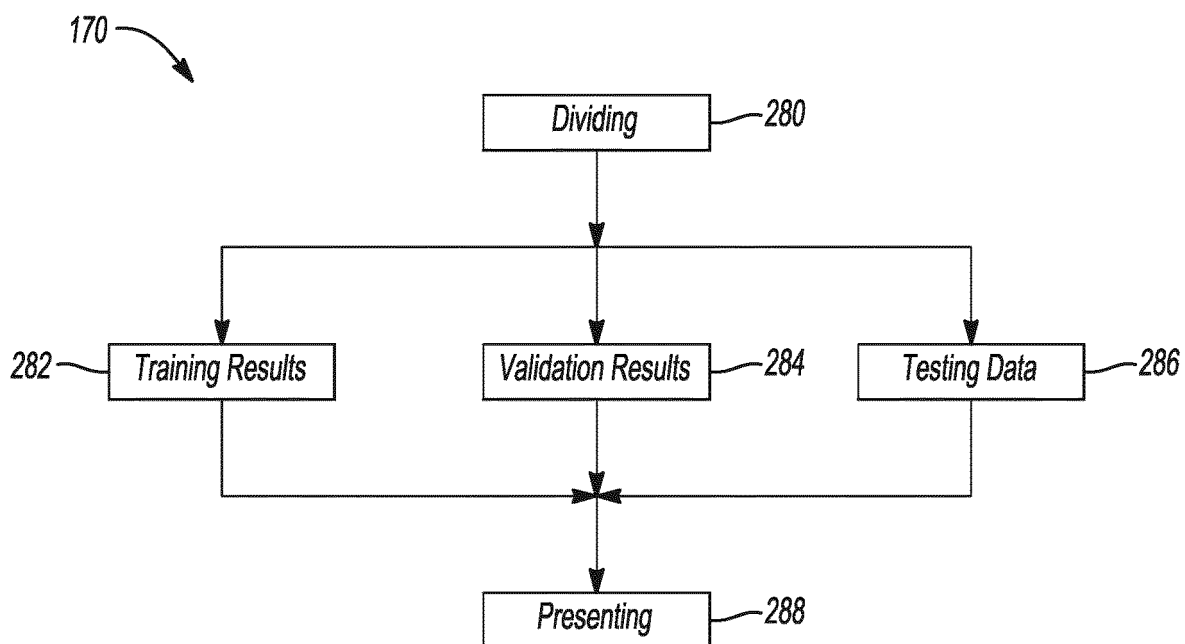 170
Dividing 280
282 Training Results Validation Results 284 Testing Data 286
Presenting 288